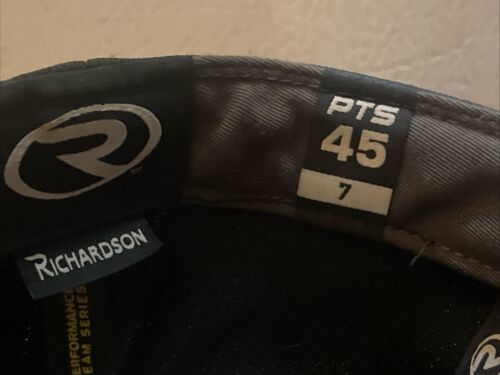 R
PTS
45
7
RICHARDSON
PERFORMANCE
TEAM SERIES
R